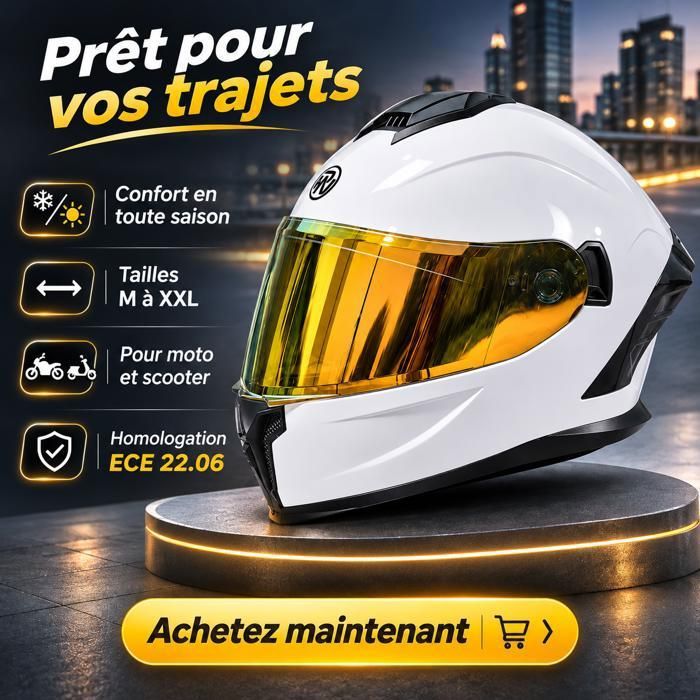 Prêt pour
vos trajets
Confort en
toute saison
Tailles
M à XXL
Pour moto
et scooter
Homologation
ECE 22.06
Achetez maintenant